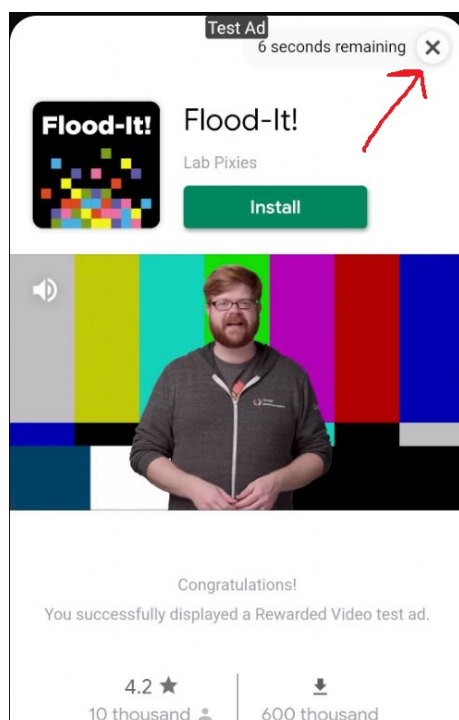 Test Ad
6 seconds remaining
Flood-It!
Flood-It!
Lab Pixies
Install
Congratulations!
You successfully displayed a Rewarded Video test ad.
4.2
10 thousand
600 thousand